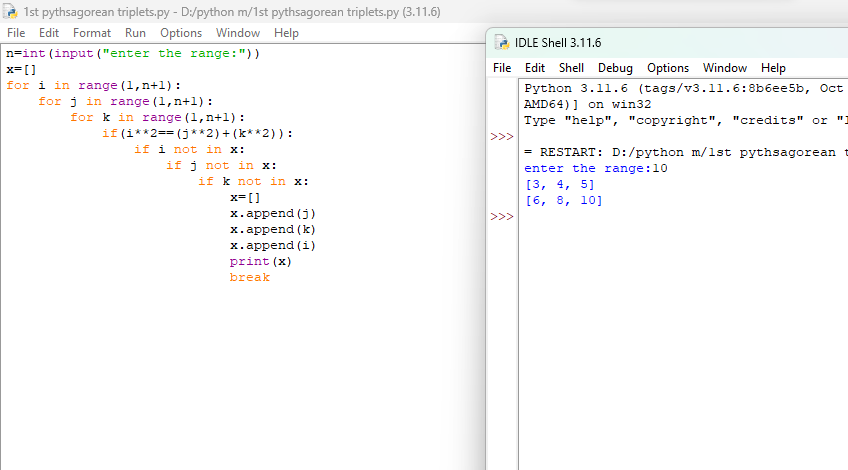 1st pythsagorean triplets.py - D:/python m/1st pythsagorean triplets.py (3.11.6)
File Edit Format Run Options Window Help
n=int(input("enter the range:"))
x=[]
for i in range(1,n+1):
    for j in range(1,n+1):
        for k in range(1,n+1):
            if(i**2==(j**2)+(k**2)):
                if i not in x:
                    if j not in x:
                        if k not in x:
                            x=[]
                            x.append(j)
                            x.append(k)
                            x.append(i)
                            print(x)
                            break
IDLE Shell 3.11.6
File Edit Shell Debug Options Window Help
Python 3.11.6 (tags/v3.11.6:8b6ee5b, Oct
AMD64)] on win32
Type "help", "copyright", "credits" or "
>>>
= RESTART: D:/python m/1st pythsagorean
enter the range:10
[3, 4, 5]
[6, 8, 10]
>>>